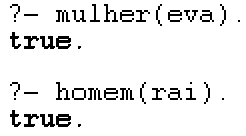 ?- mulher(eva).
true.
?- homem(rai).
true.